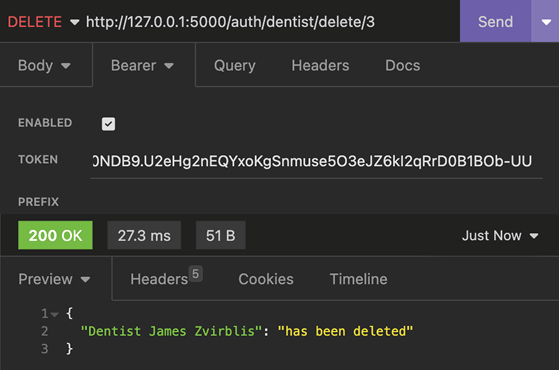 DELETE http://127.0.0.1:5000/auth/dentist/delete/3 Send
Body Bearer Query Headers Docs
ENABLED
TOKEN 0NDB9.U2eHg2nEQYxoKgSnmuse5O3eJZ6kI2qRrD0B1BOb-UU
PREFIX
200 OK 27.3 ms 51 B Just Now
Preview Headers 5 Cookies Timeline
1 {
2 "Dentist James Zvirblis": "has been deleted"
3 }